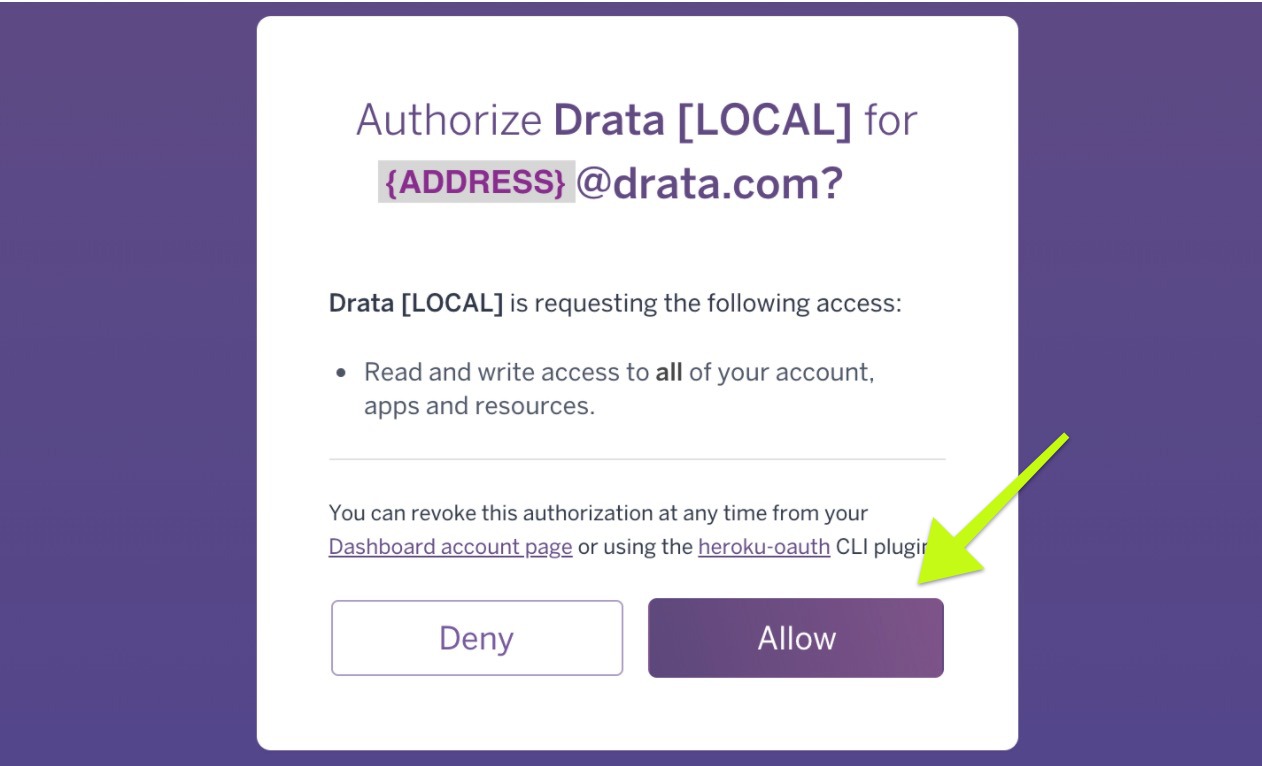 Authorize Drata [LOCAL] for
{ADDRESS}@drata.com?
Drata [LOCAL] is requesting the following access:
• Read and write access to all of your account,
apps and resources.
You can revoke this authorization at any time from your
Dashboard account page or using the heroku-oauth CLI plugin
Deny
Allow